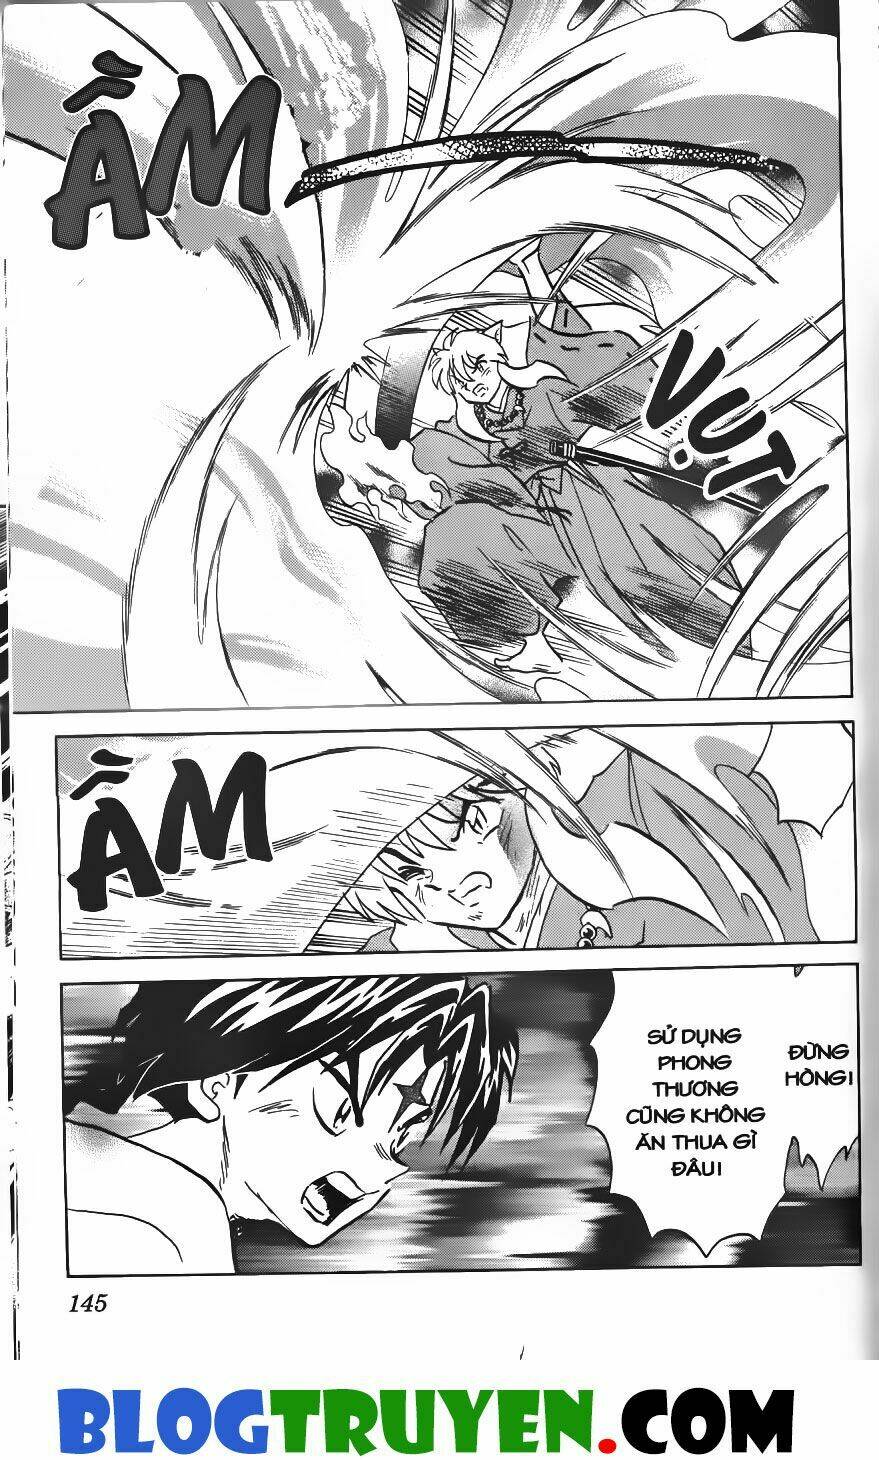 ẦM
VỤT
ẦM
ĐỪNG
HÒNG!
SỬ DỤNG
PHONG
THƯƠNG
CŨNG KHÔNG
ĂN THUA GÌ
ĐÂU!
145
BLOGTRUYEN.COM